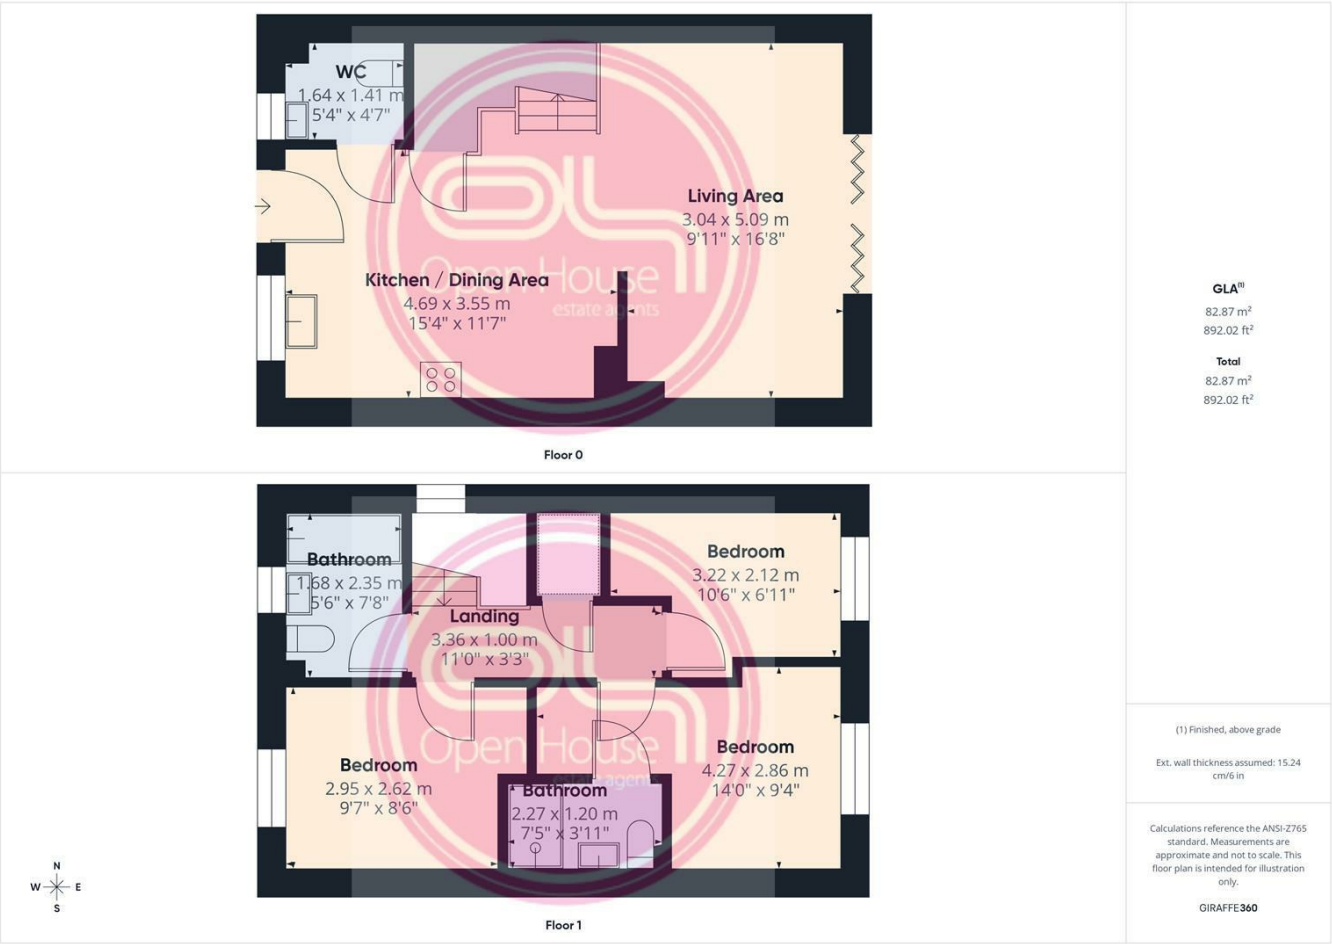 WC
1.64 x 1.41 m
5'4" x 4'7"
Living Area
3.04 x 5.09 m
9'11" x 16'8"
Kitchen / Dining Area
4.69 x 3.55 m
15'4" x 11'7"
OL
Open House
estate agents
Floor 0
Bathroom
1.68 x 2.35 m
5'6" x 7'8"
Landing
3.36 x 1.00 m
11'0" x 3'3"
Bedroom
3.22 x 2.12 m
10'6" x 6'11"
Bedroom
2.95 x 2.62 m
9'7" x 8'6"
Bedroom
4.27 x 2.86 m
14'0" x 9'4"
Bathroom
2.27 x 1.20 m
7'5" x 3'11"
OL
Open House
estate agents
Floor 1
N
W E
S
GLA(1)
82.87 m²
892.02 ft²
Total
82.87 m²
892.02 ft²
(1) Finished, above grade
Ext. wall thickness assumed: 15.24
cm/6 in
Calculations reference the ANSI-Z765
standard. Measurements are
approximate and not to scale. This
floor plan is intended for illustration
only.
GIRAFFE360